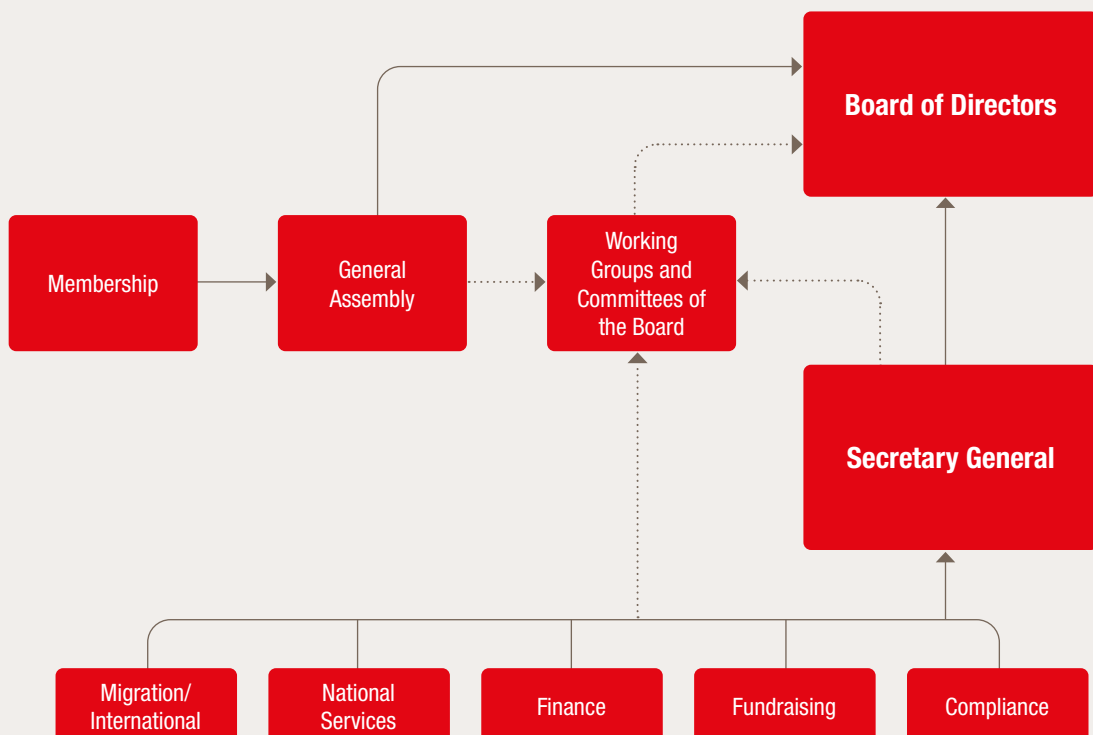 Board of Directors
Membership
General
Assembly
Working
Groups and
Committees of
the Board
Secretary General
Migration/
International
National
Services
Finance
Fundraising
Compliance